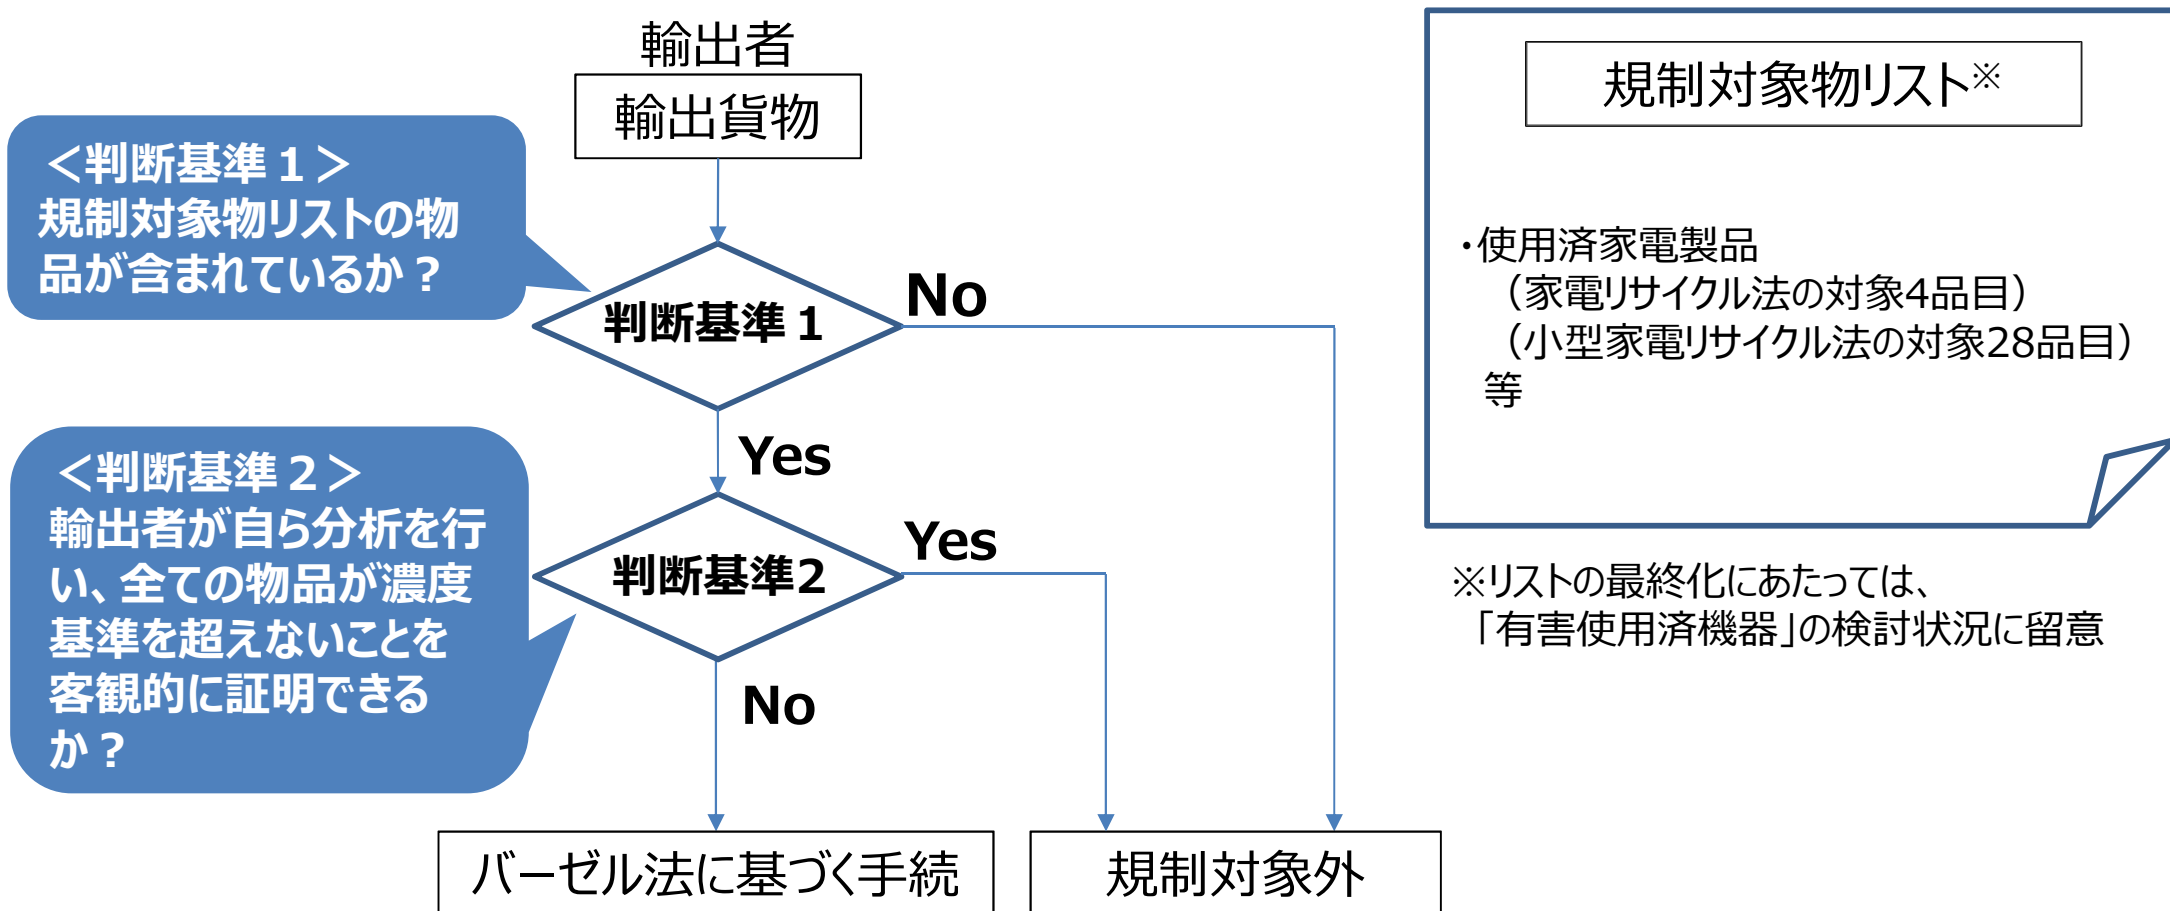 輸出者
輸出貨物
＜判断基準１＞
規制対象物リストの物
品が含まれているか？
判断基準１
No
Yes
＜判断基準２＞
輸出者が自ら分析を行
い、全ての物品が濃度
基準を超えないことを
客観的に証明できる
か？
判断基準2
Yes
No
バーゼル法に基づく手続
規制対象外
規制対象物リスト※
・使用済家電製品
（家電リサイクル法の対象4品目）
（小型家電リサイクル法の対象28品目）
等
※リストの最終化にあたっては、
「有害使用済機器」の検討状況に留意